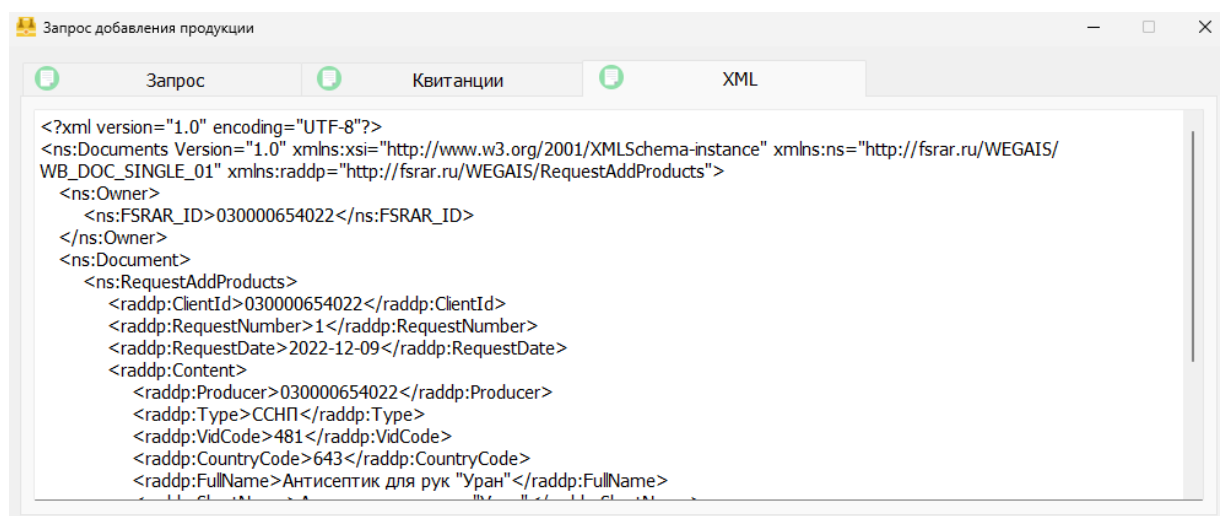 Запрос добавления продукции
Запрос Квитанции XML
<?xml version="1.0" encoding="UTF-8"?>
<ns:Documents Version="1.0" xmlns:xsi="http://www.w3.org/2001/XMLSchema-instance" xmlns:ns="http://fsrar.ru/WEGAIS/
WB_DOC_SINGLE_01" xmlns:raddp="http://fsrar.ru/WEGAIS/RequestAddProducts">
<ns:Owner>
<ns:FSRAR_ID>030000654022</ns:FSRAR_ID>
</ns:Owner>
<ns:Document>
<ns:RequestAddProducts>
<raddp:ClientId>030000654022</raddp:ClientId>
<raddp:RequestNumber>1</raddp:RequestNumber>
<raddp:RequestDate>2022-12-09</raddp:RequestDate>
<raddp:Content>
<raddp:Producer>030000654022</raddp:Producer>
<raddp:Type>ССНП</raddp:Type>
<raddp:VidCode>481</raddp:VidCode>
<raddp:CountryCode>643</raddp:CountryCode>
<raddp:FullName>Антисептик для рук "Уран"</raddp:FullName>